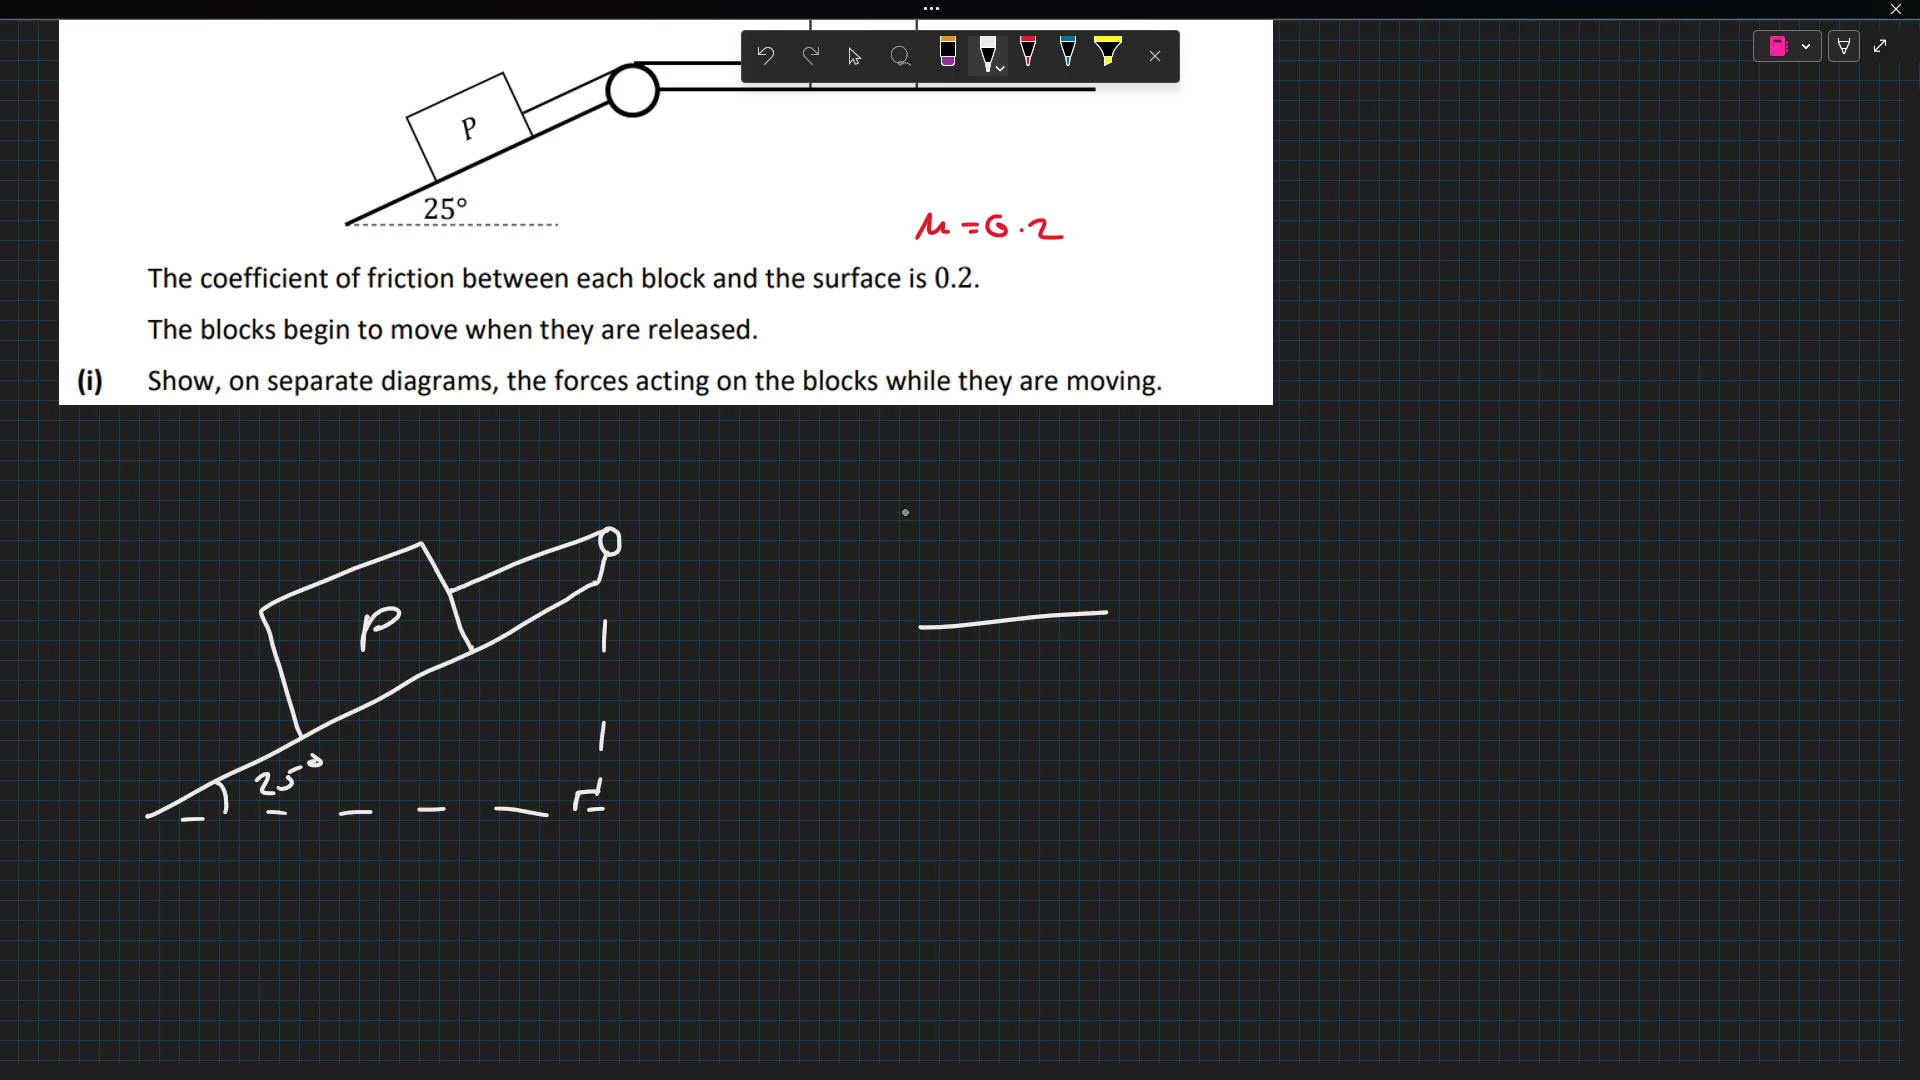 P
25°
μ = 0.2
The coefficient of friction between each block and the surface is 0.2.
The blocks begin to move when they are released.
(i) Show, on separate diagrams, the forces acting on the blocks while they are moving.
P
25°